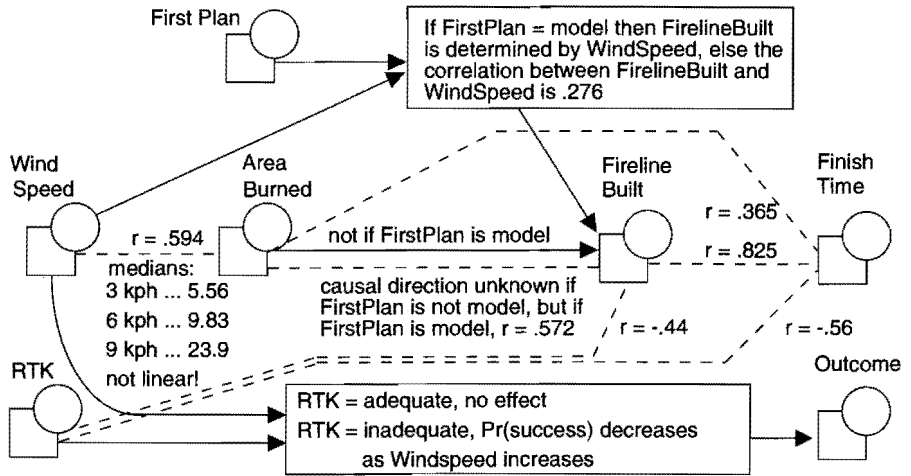 First Plan
If FirstPlan = model then FirelineBuilt
is determined by WindSpeed, else the
correlation between FirelineBuilt and
WindSpeed is .276
Wind
Speed
Area
Burned
Fireline
Built
Finish
Time
r = .594
not if FirstPlan is model
r = .365
r = .825
medians:
3 kph ... 5.56
6 kph ... 9.83
9 kph ... 23.9
not linear!
causal direction unknown if
FirstPlan is not model, but if
FirstPlan is model, r = .572
r = -.44
r = -.56
RTK
Outcome
RTK = adequate, no effect
RTK = inadequate, Pr(success) decreases
as Windspeed increases